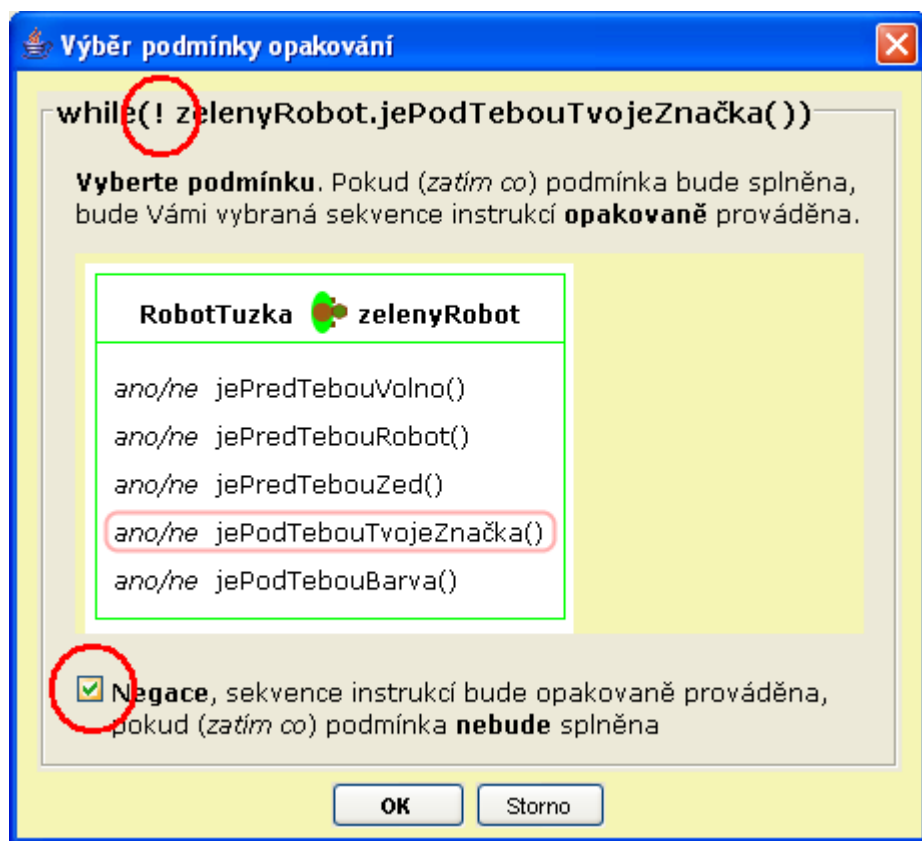 Výběr podmínky opakování
while(! zelenyRobot.jePodTebouTvojeZnačka())
Vyberte podmínku. Pokud (zatím co) podmínka bude splněna,
bude Vámi vybraná sekvence instrukcí opakovaně prováděna.
RobotTuzka zelenyRobot
ano/ne jePredTebouVolno()
ano/ne jePredTebouRobot()
ano/ne jePredTebouZed()
ano/ne jePodTebouTvojeZnačka()
ano/ne jePodTebouBarva()
Negace, sekvence instrukcí bude opakovaně prováděna,
pokud (zatím co) podmínka nebude splněna
OK Storno